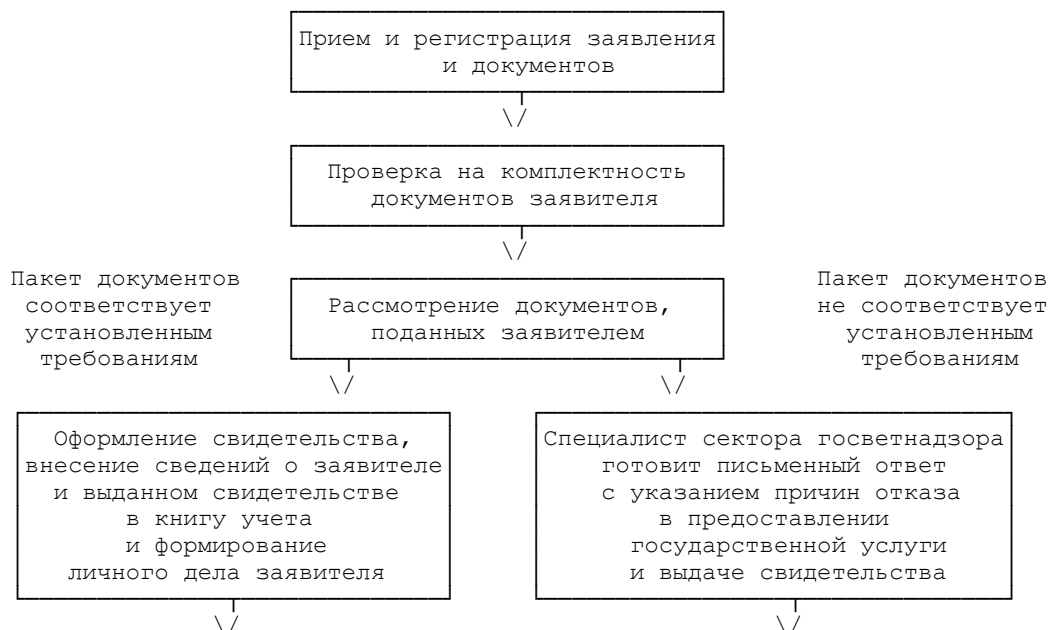 Прием и регистрация заявления
и документов
Проверка на комплектность
документов заявителя
Пакет документов
соответствует
установленным
требованиям
Рассмотрение документов,
поданных заявителем
Пакет документов
не соответствует
установленным
требованиям
Оформление свидетельства,
внесение сведений о заявителе
и выданном свидетельстве
в книгу учета
и формирование
личного дела заявителя
Специалист сектора госветнадзора
готовит письменный ответ
с указанием причин отказа
в предоставлении
государственной услуги
и выдаче свидетельства